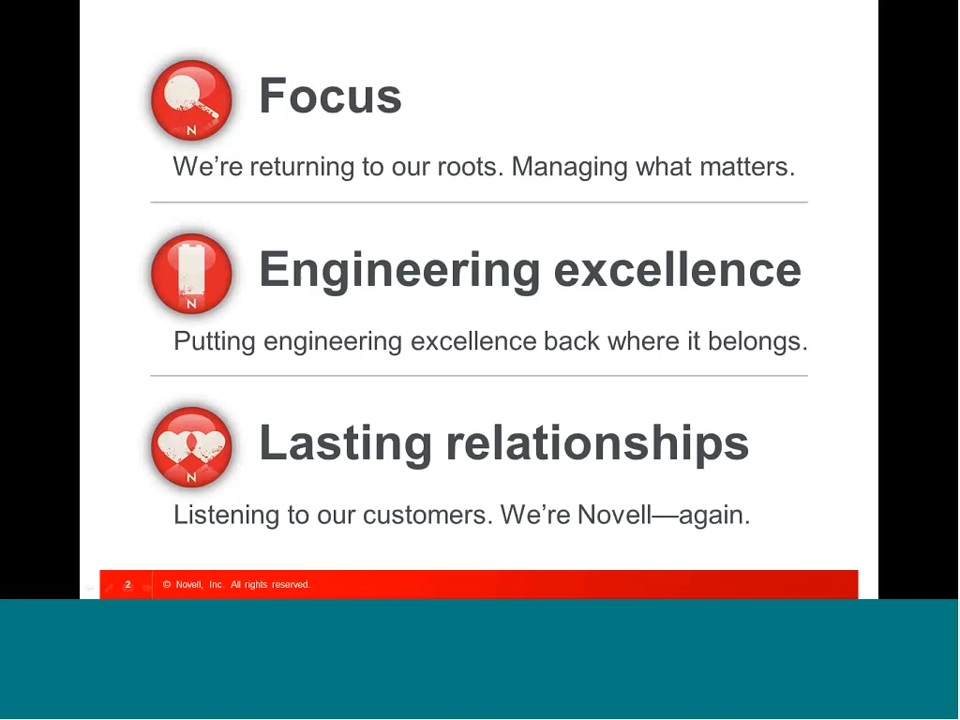 N
Focus
We’re returning to our roots. Managing what matters.
N
Engineering excellence
Putting engineering excellence back where it belongs.
N
Lasting relationships
Listening to our customers. We’re Novell—again.
2 © Novell, Inc. All rights reserved.